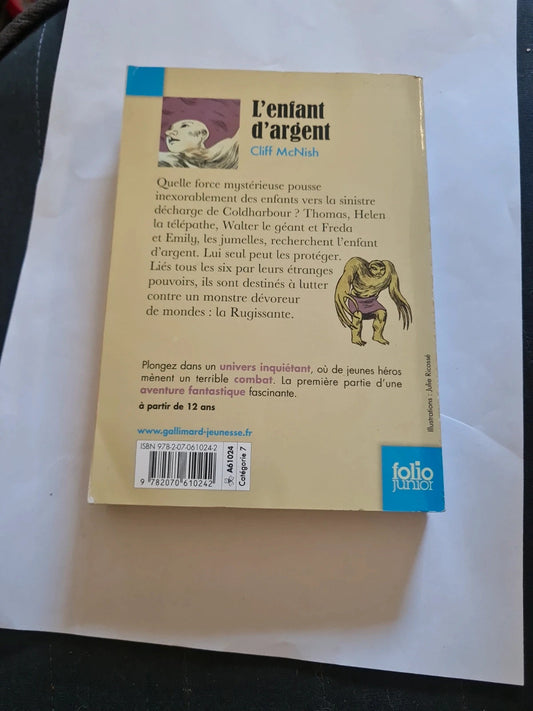 L'enfant
d'argent
Cliff McNish
Quelle force mystérieuse pousse
inexorablement des enfants vers la sinistre
décharge de Coldharbour ? Thomas, Helen
la télépathe, Walter le géant et Freda
et Emily, les jumelles, recherchent l'enfant
d'argent. Lui seul peut les protéger.
Liés tous les six par leurs étranges
pouvoirs, ils sont destinés à lutter
contre un monstre dévoreur
de mondes : la Rugissante.
Plongez dans un univers inquiétant, où de jeunes héros
mènent un terrible combat. La première partie d'une
aventure fantastique fascinante.
à partir de 12 ans
www.gallimard-jeunesse.fr
ISBN 978-2-07-061024-2
9 782070 610242
A61024
Catégorie 7
Illustrations : Julie Ricossé
folio
junior